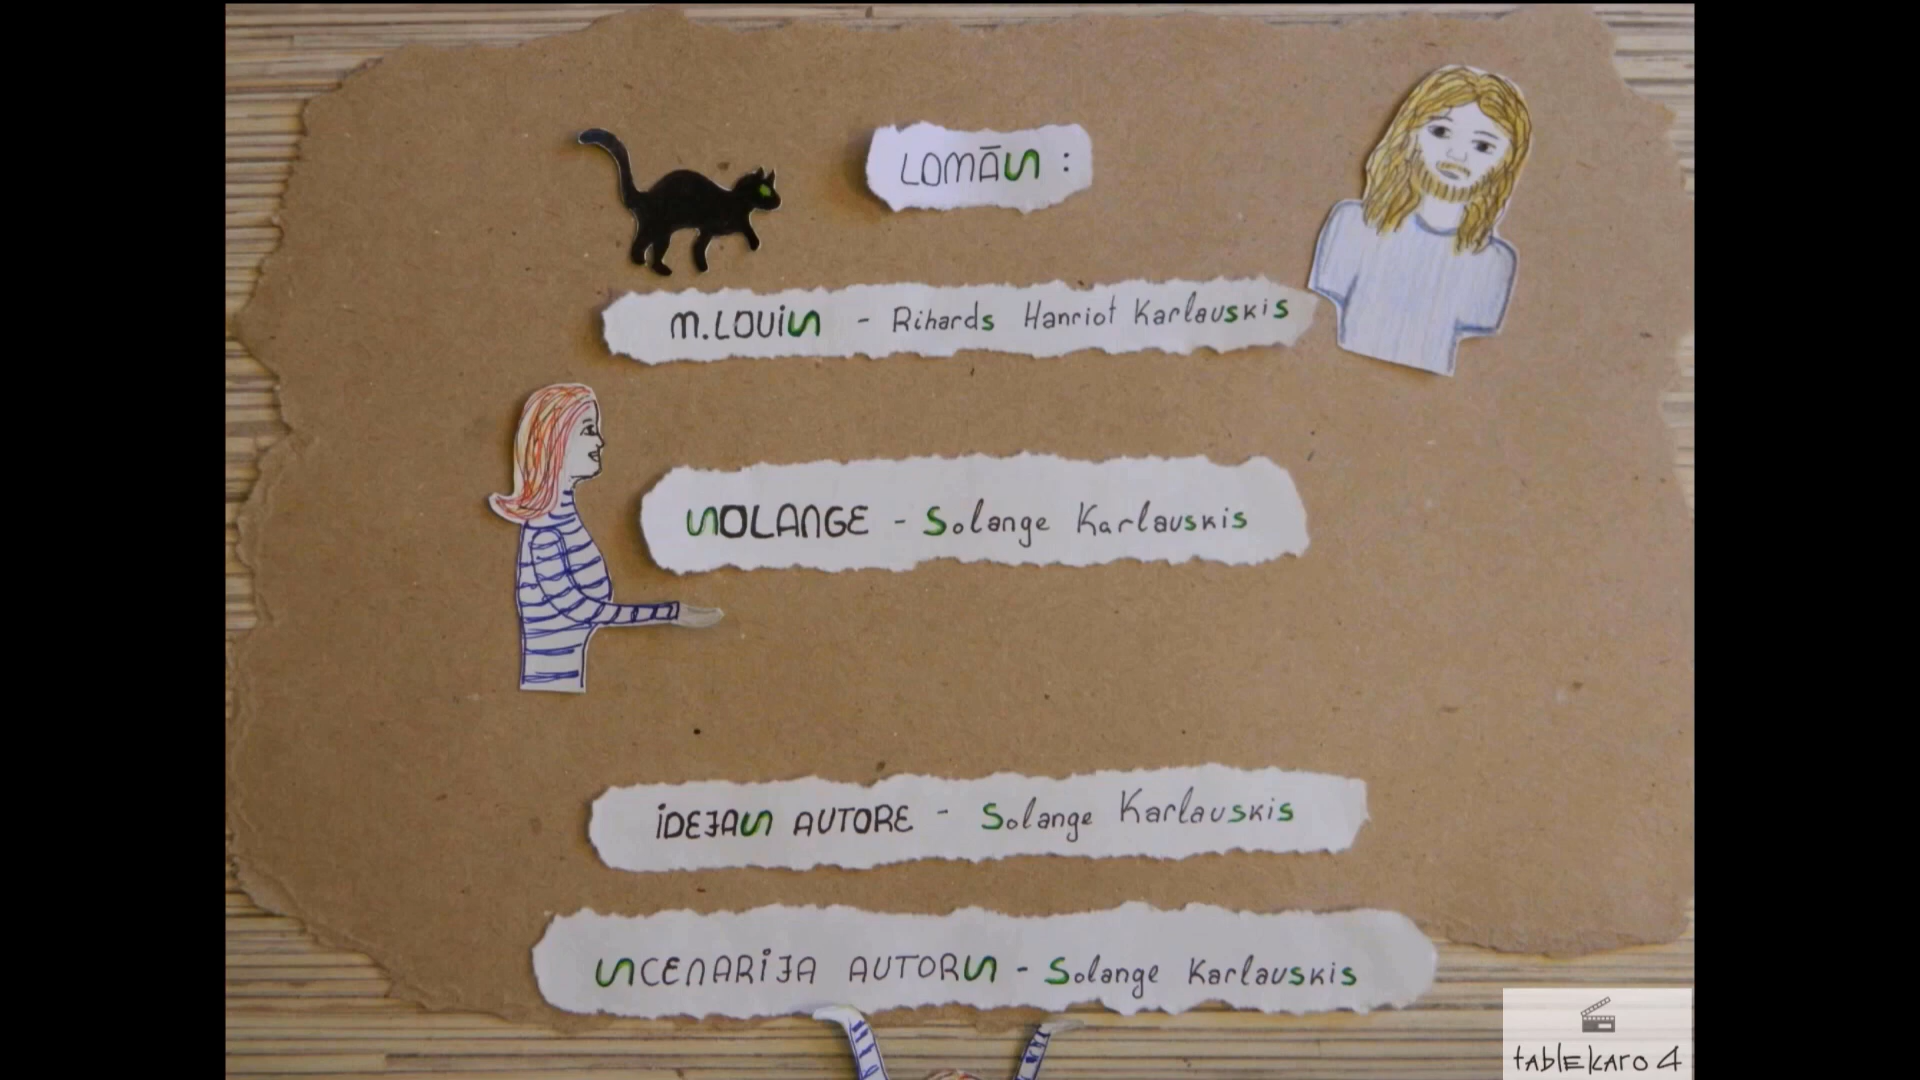 LOMĀS :
M.LOUiS - Rihards Hanriot Karlauskis
SOLANGE - Solange Karlauskis
iDEJAS AUTORE - Solange Karlauskis
SCENARiJA AUTORS - Solange Karlauskis
tablEkaro 4